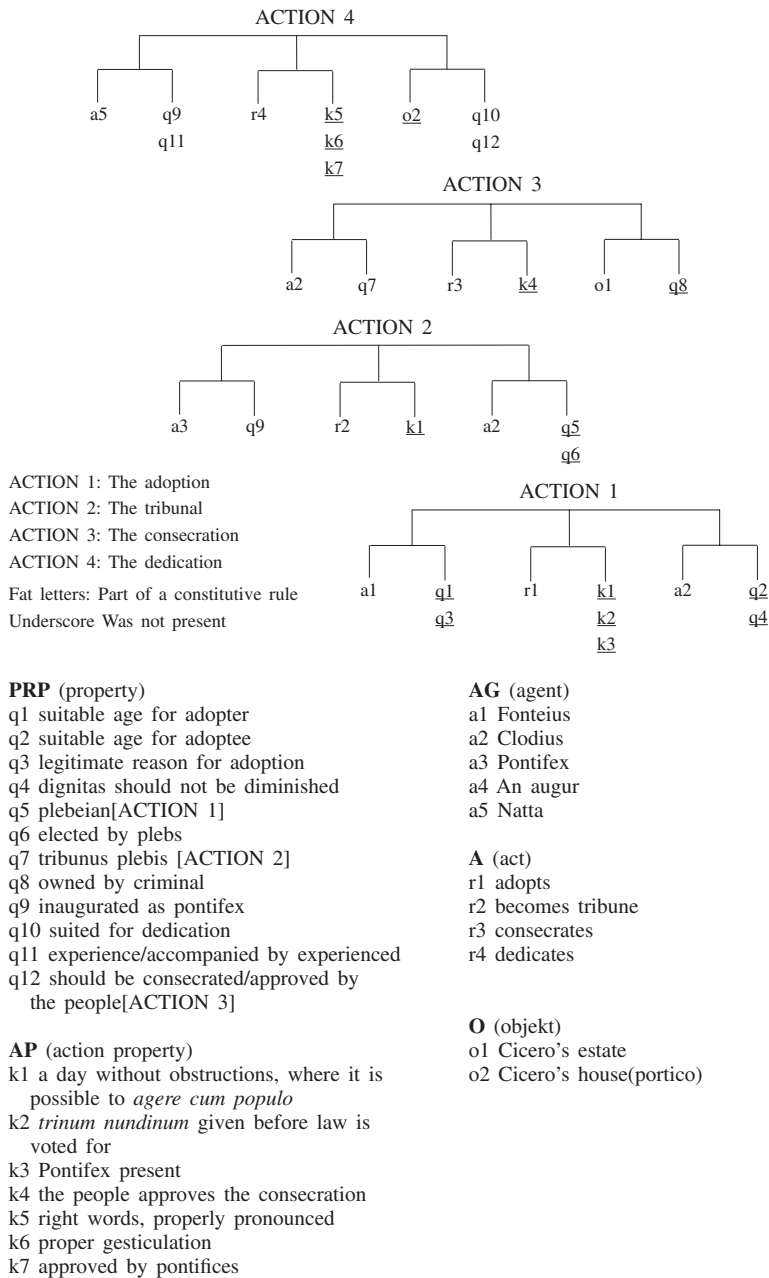 ACTION 4
a5 q9 r4 k5 o2 q10
q11 k6 q12
k7
ACTION 3
a2 q7 r3 k4 o1 q8
ACTION 2
a3 q9 r2 k1 a2 q5
q6
ACTION 1: The adoption
ACTION 2: The tribunal
ACTION 3: The consecration
ACTION 4: The dedication
Fat letters: Part of a constitutive rule
Underscore Was not present
ACTION 1
a1 q1 r1 k1 a2 q2
q3 k2 q4
k3
PRP (property)
q1 suitable age for adopter
q2 suitable age for adoptee
q3 legitimate reason for adoption
q4 dignitas should not be diminished
q5 plebeian[ACTION 1]
q6 elected by plebs
q7 tribunus plebis [ACTION 2]
q8 owned by criminal
q9 inaugurated as pontifex
q10 suited for dedication
q11 experience/accompanied by experienced
q12 should be consecrated/approved by
the people[ACTION 3]
AP (action property)
k1 a day without obstructions, where it is
possible to agere cum populo
k2 trinum nundinum given before law is
voted for
k3 Pontifex present
k4 the people approves the consecration
k5 right words, properly pronounced
k6 proper gesticulation
k7 approved by pontifices
AG (agent)
a1 Fonteius
a2 Clodius
a3 Pontifex
a4 An augur
a5 Natta
A (act)
r1 adopts
r2 becomes tribune
r3 consecrates
r4 dedicates
O (objekt)
o1 Cicero's estate
o2 Cicero's house(portico)